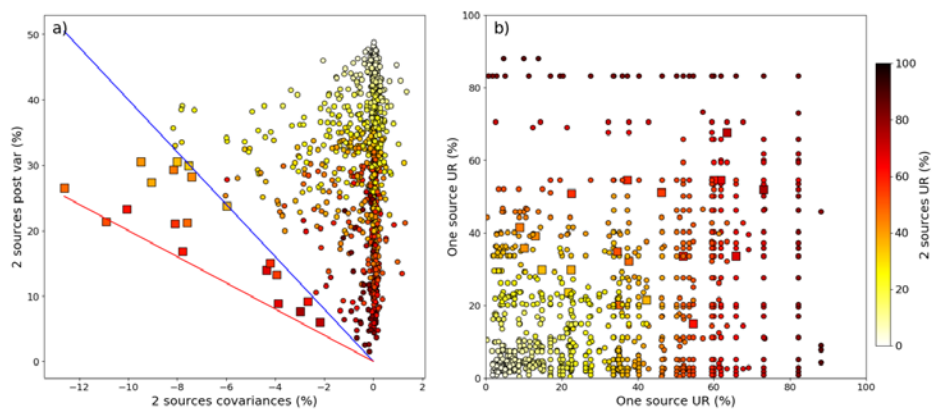 a)
50
40
30
20
10
0
2 sources post var (%)
−12 −10 −8 −6 −4 −2 0 2
2 sources covariances (%)
b)
100
80
60
40
20
0
One source UR (%)
0 20 40 60 80 100
One source UR (%)
100
80
60
40
20
0
2 sources UR (%)